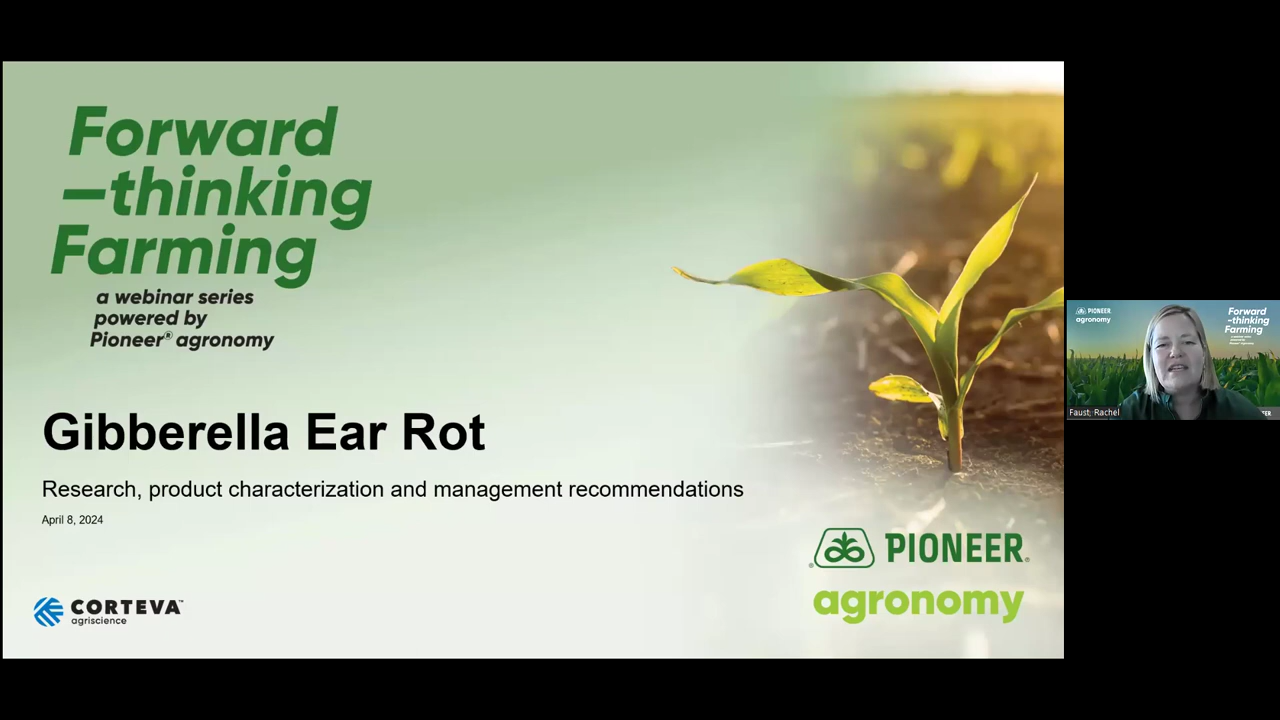 Forward
–thinking
Farming
a webinar series
powered by
Pioneer® agronomy
Gibberella Ear Rot
Research, product characterization and management recommendations
April 8, 2024
CORTEVA™
agriscience
PIONEER®
agronomy
PIONEER
agronomy
Forward
–thinking
Farming
Faust, Rachel